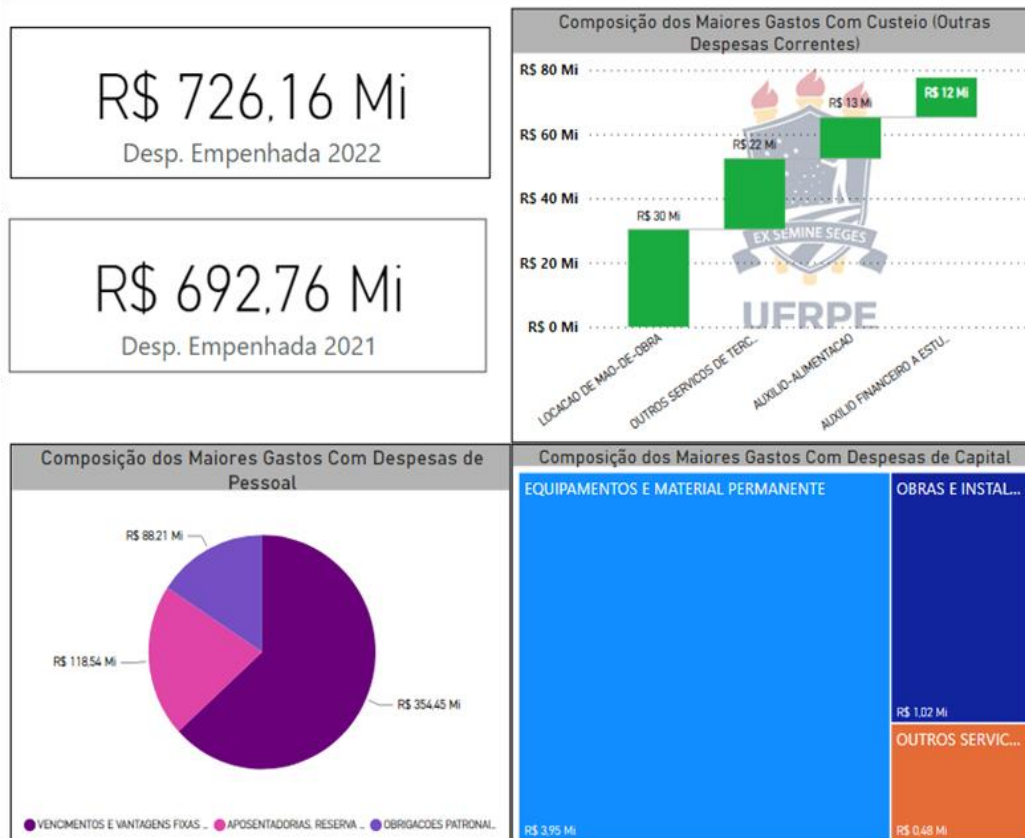 R$ 726,16 Mi
Desp. Empenhada 2022
R$ 692,76 Mi
Desp. Empenhada 2021
Composição dos Maiores Gastos Com Custeio (Outras
Despesas Correntes)
R$ 80 Mi
R$ 60 Mi
R$ 40 Mi
R$ 20 Mi
R$ 0 Mi
R$ 30 Mi
R$ 22 Mi
R$ 13 Mi
R$ 12 Mi
EX SEMINE SEGES
UFRPE
LOCACAO DE MAO-DE-OBRA
OUTROS SERVICOS DE TERC...
AUXILIO-ALIMENTACAO
AUXILIO FINANCEIRO A ESTU...
Composição dos Maiores Gastos Com Despesas de
Pessoal
R$ 88,21 Mi
R$ 118,54 Mi
R$ 354,45 Mi
VENCIMENTOS E VANTAGENS FIXAS ... APOSENTADORIAS, RESERVA ... OBRIGACOES PATRONAI...
Composição dos Maiores Gastos Com Despesas de Capital
EQUIPAMENTOS E MATERIAL PERMANENTE
R$ 3,95 Mi
OBRAS E INSTAL...
R$ 1,02 Mi
OUTROS SERVIC...
R$ 0,48 Mi